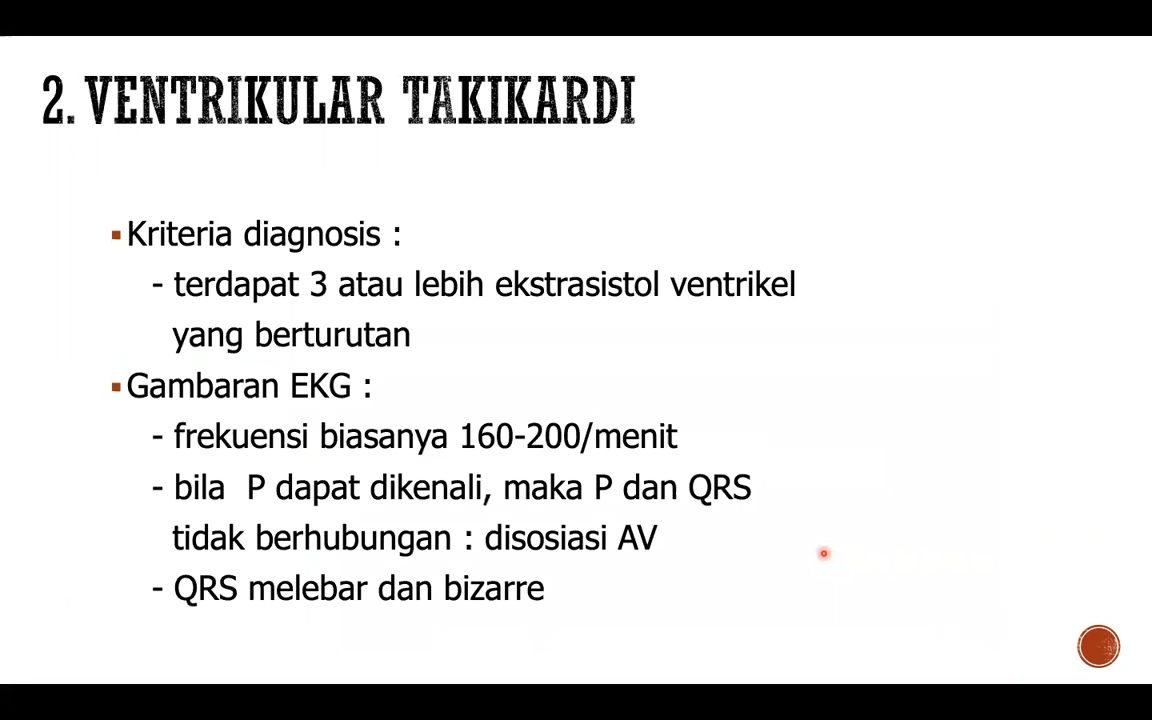 2. VENTRIKULAR TAKIKARDI
▪Kriteria diagnosis :
- terdapat 3 atau lebih ekstrasistol ventrikel
yang berturutan
▪Gambaran EKG :
- frekuensi biasanya 160-200/menit
- bila P dapat dikenali, maka P dan QRS
tidak berhubungan : disosiasi AV
- QRS melebar dan bizarre